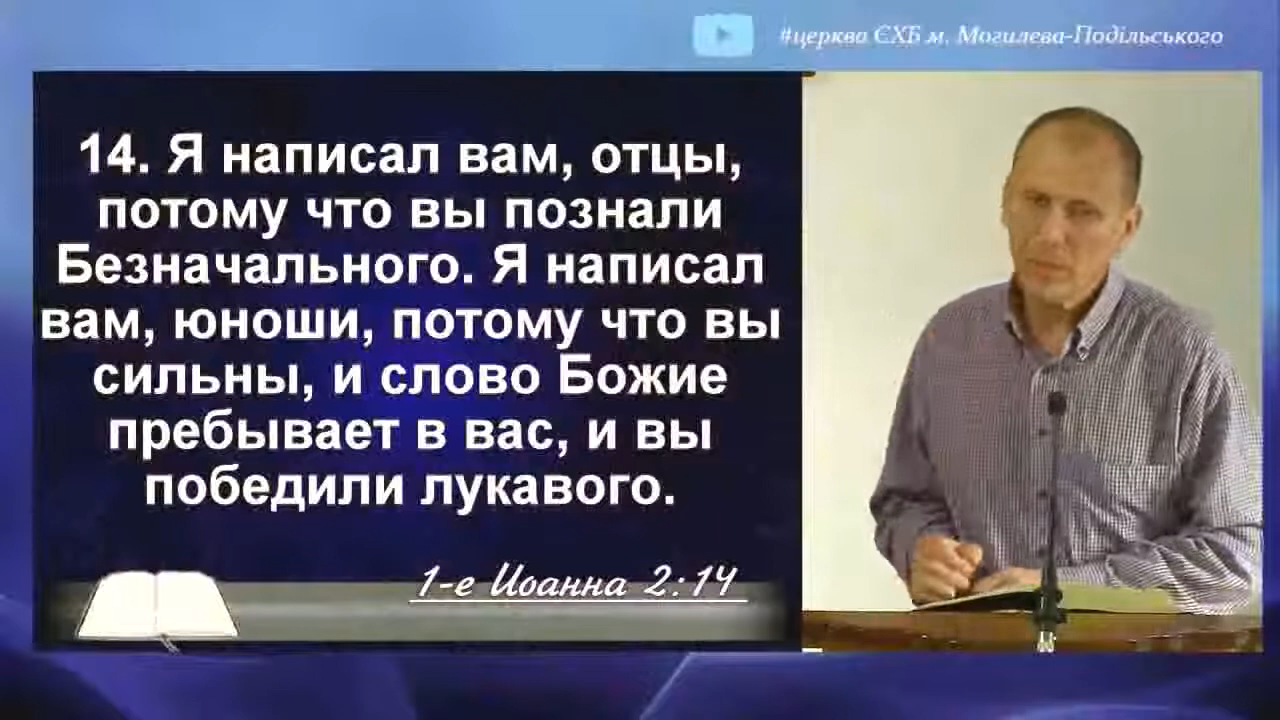 #церква ЄХБ м. Могилева-Подільського
14. Я написал вам, отцы,
потому что вы познали
Безначального. Я написал
вам, юноши, потому что вы
сильны, и слово Божие
пребывает в вас, и вы
победили лукавого.
1-е Иоанна 2:14